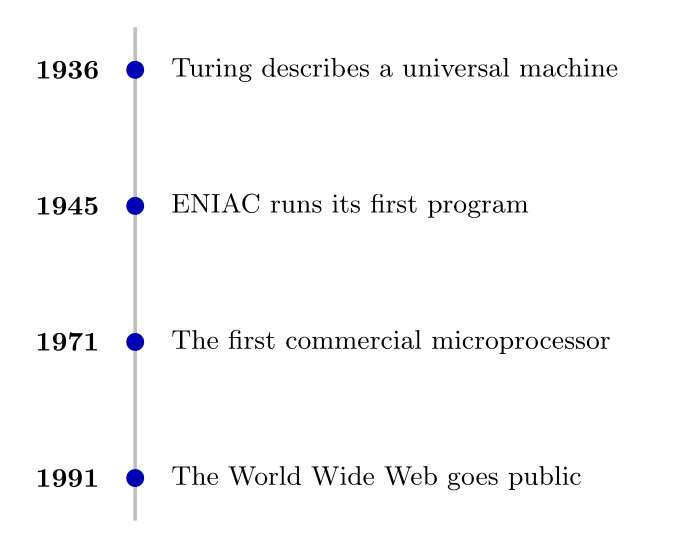 1936 Turing describes a universal machine
1945 ENIAC runs its first program
1971 The first commercial microprocessor
1991 The World Wide Web goes public